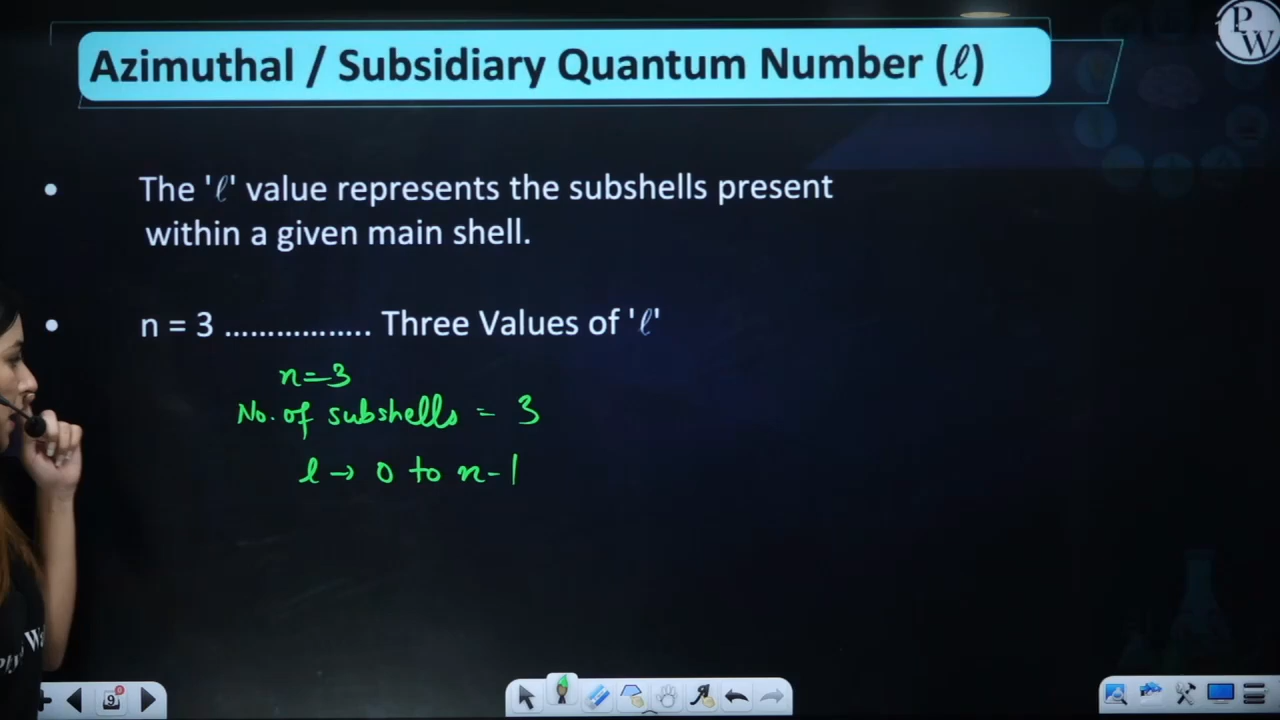 Azimuthal / Subsidiary Quantum Number (ℓ)
PW
• The 'ℓ' value represents the subshells present
within a given main shell.
• n = 3 ................ Three Values of 'ℓ'
n=3
No. of subshells = 3
l → 0 to n-1
9